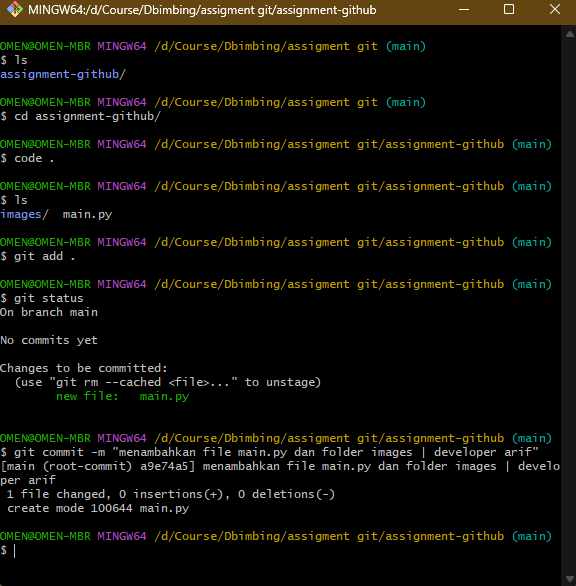 MINGW64:/d/Course/Dbimbing/assigment git/assignment-github
OMEN@OMEN-MBR MINGW64 /d/Course/Dbimbing/assigment git (main)
$ ls
assignment-github/
OMEN@OMEN-MBR MINGW64 /d/Course/Dbimbing/assigment git (main)
$ cd assignment-github/
OMEN@OMEN-MBR MINGW64 /d/Course/Dbimbing/assigment git/assignment-github (main)
$ code .
OMEN@OMEN-MBR MINGW64 /d/Course/Dbimbing/assigment git/assignment-github (main)
$ ls
images/  main.py
OMEN@OMEN-MBR MINGW64 /d/Course/Dbimbing/assigment git/assignment-github (main)
$ git add .
OMEN@OMEN-MBR MINGW64 /d/Course/Dbimbing/assigment git/assignment-github (main)
$ git status
On branch main
No commits yet
Changes to be committed:
  (use "git rm --cached <file>..." to unstage)
        new file:   main.py
OMEN@OMEN-MBR MINGW64 /d/Course/Dbimbing/assigment git/assignment-github (main)
$ git commit -m "menambahkan file main.py dan folder images | developer arif"
[main (root-commit) a9e74a5] menambahkan file main.py dan folder images | develo
per arif
 1 file changed, 0 insertions(+), 0 deletions(-)
 create mode 100644 main.py
OMEN@OMEN-MBR MINGW64 /d/Course/Dbimbing/assigment git/assignment-github (main)
$